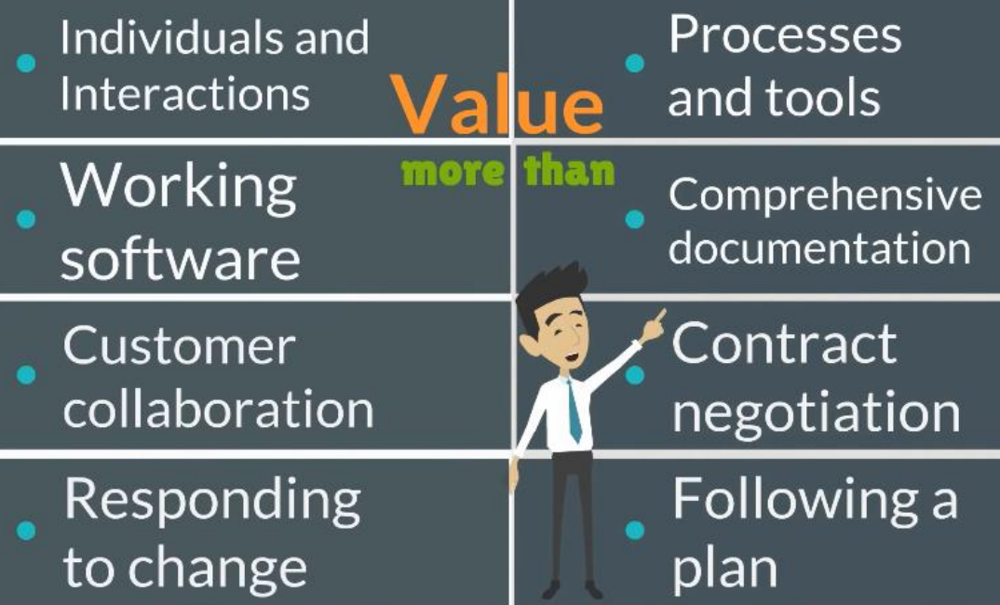 Individuals and
Interactions
Value
more than
Processes
and tools
Working
software
Comprehensive
documentation
Customer
collaboration
Contract
negotiation
Responding
to change
Following a
plan